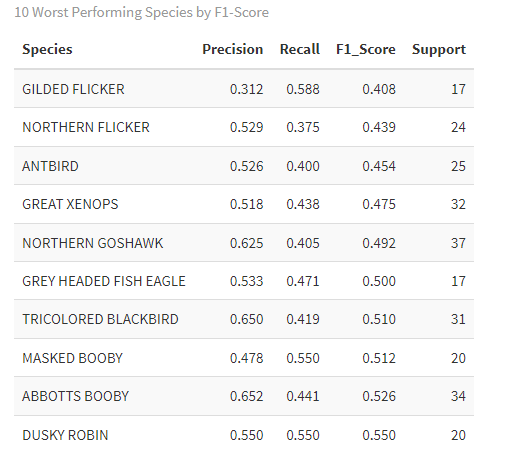 10 Worst Performing Species by F1-Score
Species Precision Recall F1_Score Support
GILDED FLICKER 0.312 0.588 0.408 17
NORTHERN FLICKER 0.529 0.375 0.439 24
ANTBIRD 0.526 0.400 0.454 25
GREAT XENOPS 0.518 0.438 0.475 32
NORTHERN GOSHAWK 0.625 0.405 0.492 37
GREY HEADED FISH EAGLE 0.533 0.471 0.500 17
TRICOLORED BLACKBIRD 0.650 0.419 0.510 31
MASKED BOOBY 0.478 0.550 0.512 20
ABBOTTS BOOBY 0.652 0.441 0.526 34
DUSKY ROBIN 0.550 0.550 0.550 20